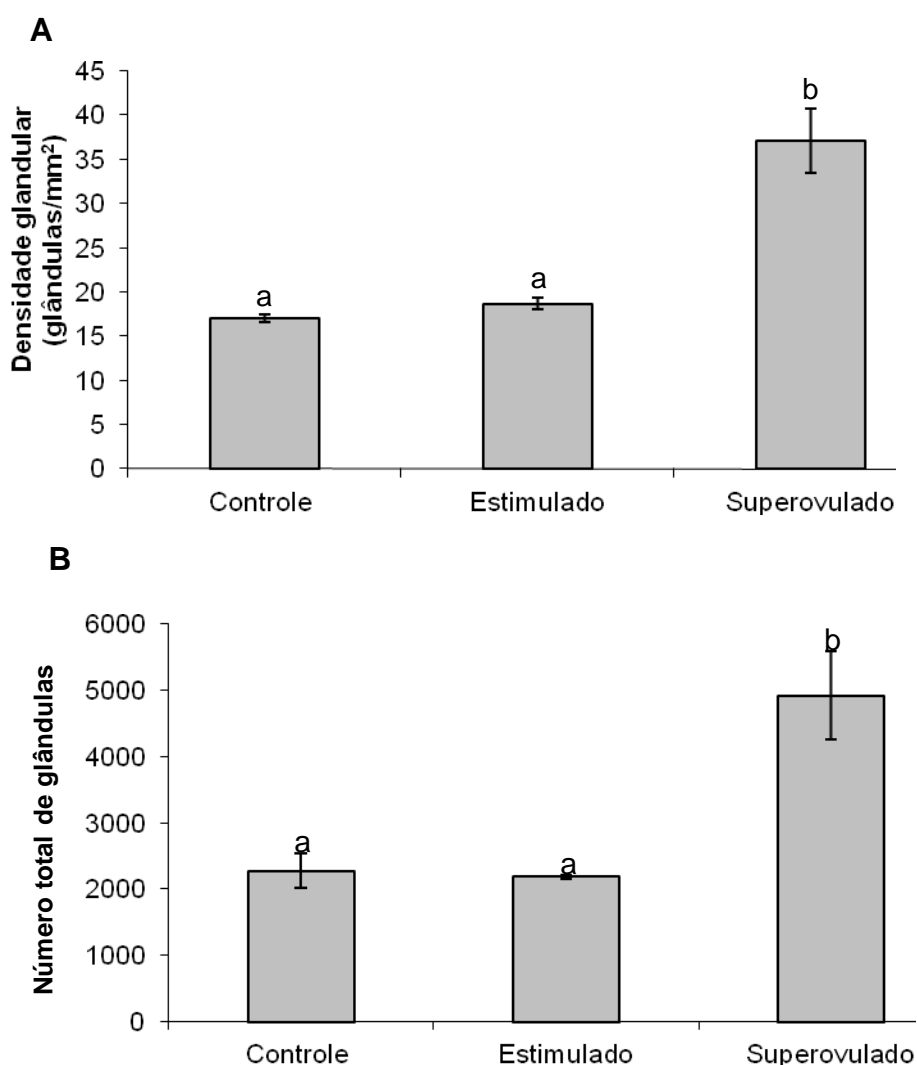 A
Densidade glandular
(glândulas/mm²)
45
40
35
30
25
20
15
10
5
0
a
a
b
Controle Estimulado Superovulado
B
Número total de glândulas
6000
5000
4000
3000
2000
1000
0
a
a
b
Controle Estimulado Superovulado